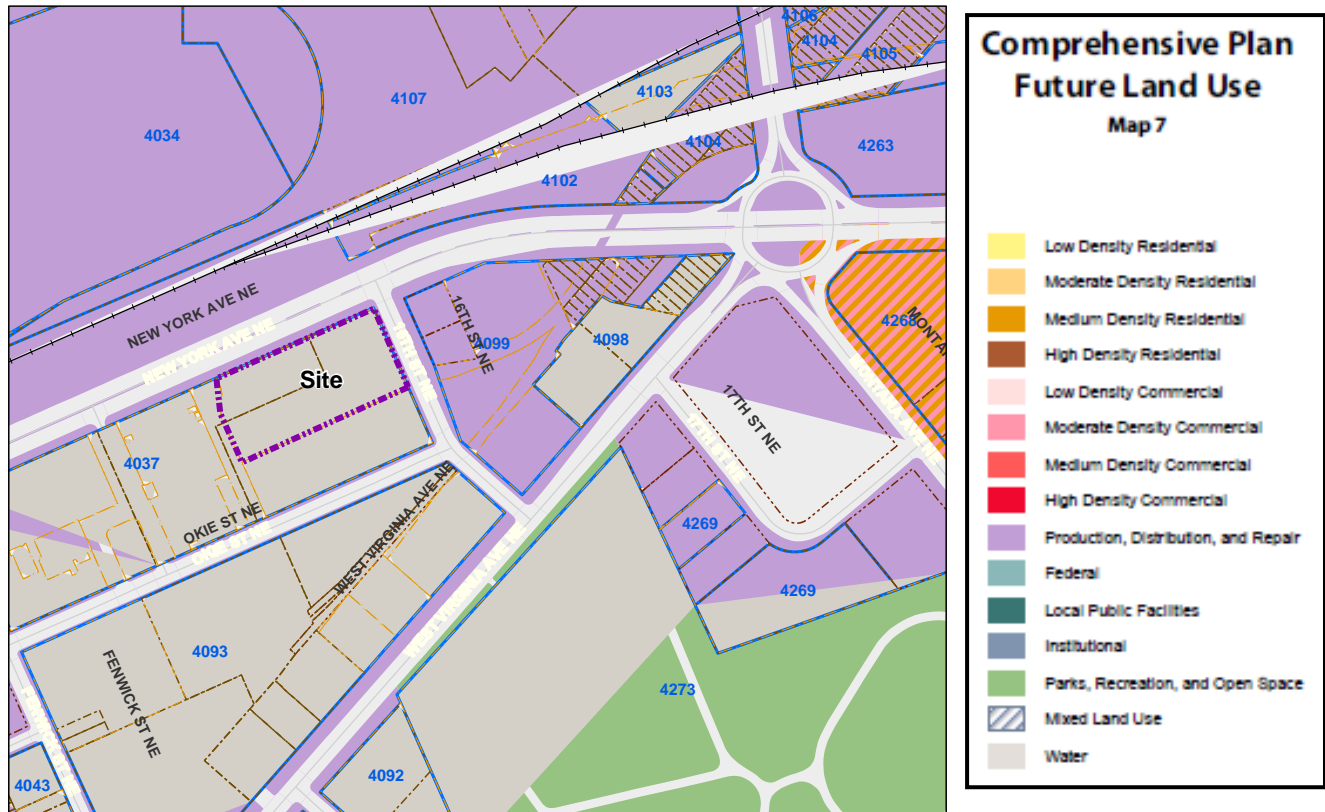 4106
4104
4105
4103
4107
4034
4104
4263
4102
NEW YORK AVE NE
NEW YORK AVE NE
16TH ST NE
4099
4098
4268
Site
17TH ST NE
4037
OKIE ST NE
WEST VIRGINIA AVE NE
WEST VIRGINIA AVE NE
4269
4269
4093
FENWICK ST NE
4273
4092
4043
Comprehensive Plan
Future Land Use
Map 7
Low Density Residential
Moderate Density Residential
Medium Density Residential
High Density Residential
Low Density Commercial
Moderate Density Commercial
Medium Density Commercial
High Density Commercial
Production, Distribution, and Repair
Federal
Local Public Facilities
Institutional
Parks, Recreation, and Open Space
Mixed Land Use
Water